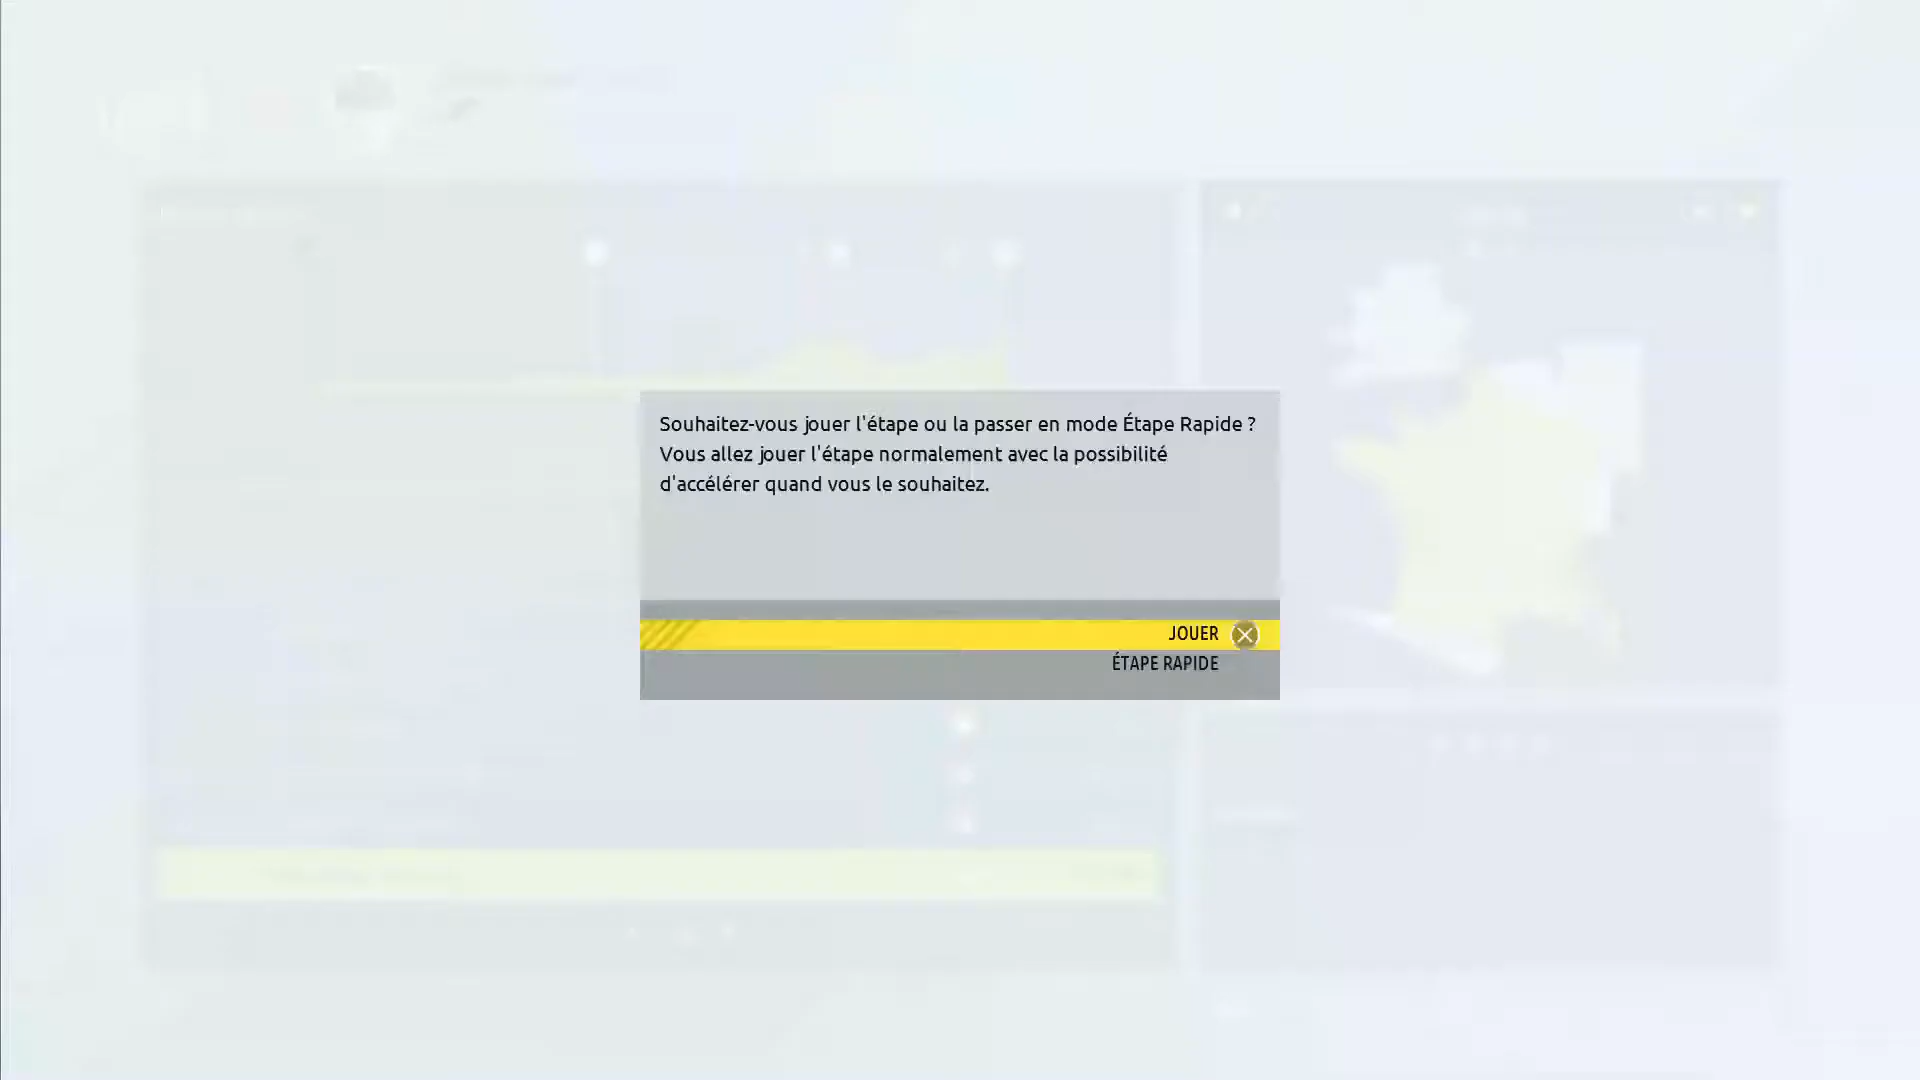 Souhaitez-vous jouer l'étape ou la passer en mode Étape Rapide ?
Vous allez jouer l'étape normalement avec la possibilité
d'accélérer quand vous le souhaitez.
JOUER
ÉTAPE RAPIDE